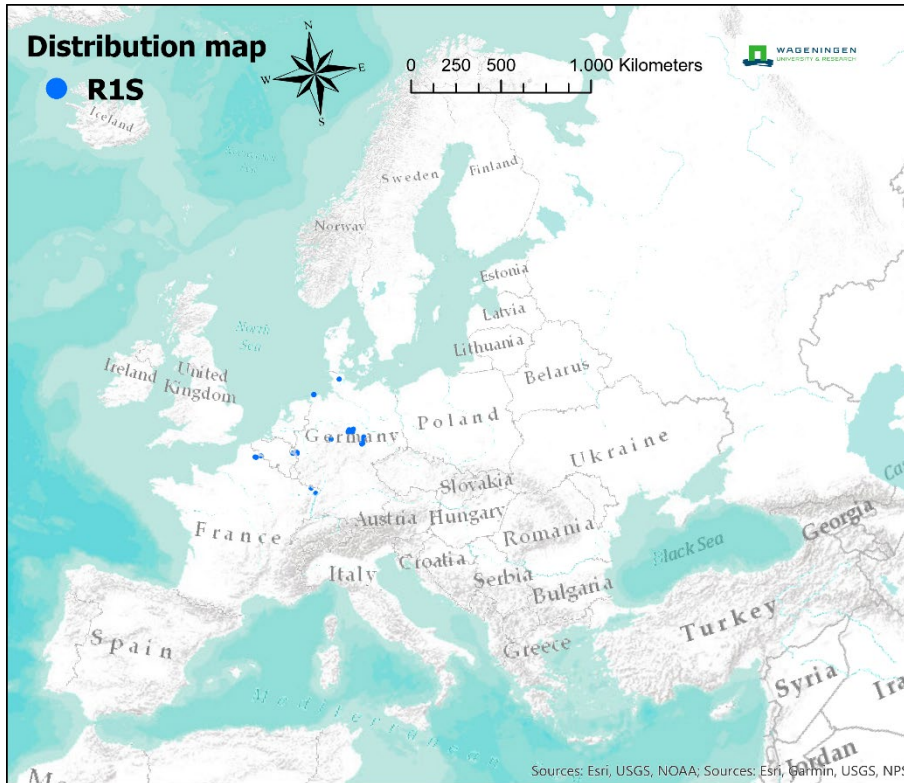 Distribution map
R1S
N
W
E
S
0 250 500 1.000 Kilometers
WAGENINGEN
UNIVERSITY & RESEARCH
Iceland
Sweden
Finland
Norway
Estonia
North
Sea
Latvia
Lithuania
Ireland
United
Kingdom
Belarus
Poland
Germany
Ukraine
Slovakia
France
Austria
Hungary
Romania
Georgia
Croatia
Black Sea
Italy
Serbia
Bulgaria
Spain
Turkey
Greece
Syria
Mediterranean
Jordan
Sources: Esri, USGS, NOAA; Sources: Esri, Garmin, USGS, NPS